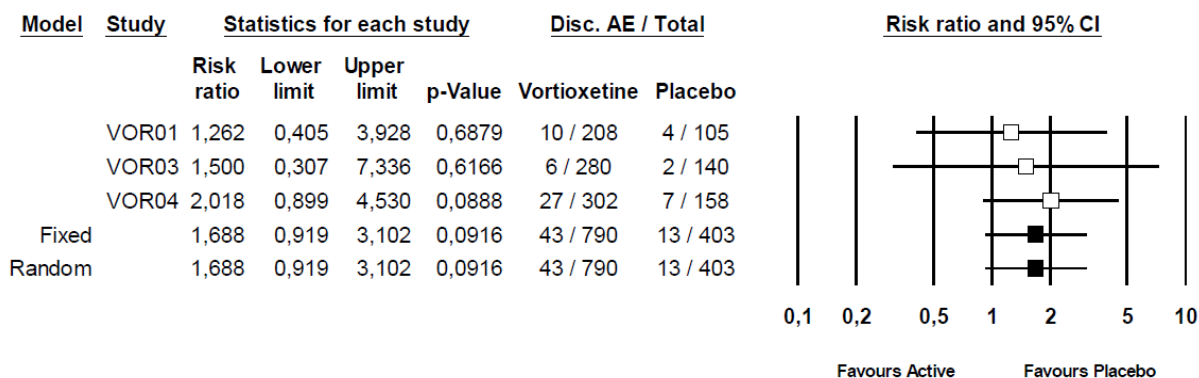 Model Study Statistics for each study Disc. AE / Total Risk ratio and 95% CI
Risk ratio Lower limit Upper limit p-Value Vortioxetine Placebo
VOR01 1,262 0,405 3,928 0,6879 10 / 208 4 / 105
VOR03 1,500 0,307 7,336 0,6166 6 / 280 2 / 140
VOR04 2,018 0,899 4,530 0,0888 27 / 302 7 / 158
Fixed 1,688 0,919 3,102 0,0916 43 / 790 13 / 403
Random 1,688 0,919 3,102 0,0916 43 / 790 13 / 403
0,1 0,2 0,5 1 2 5 10
Favours Active Favours Placebo